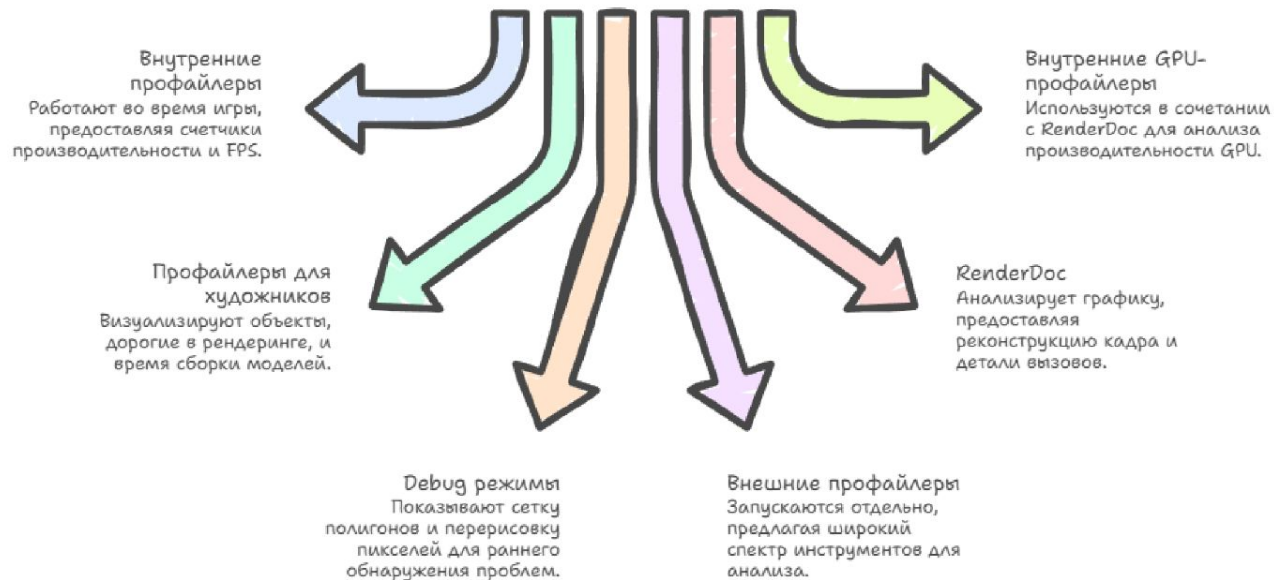 Внутренние
профайлеры
Работают во время игры,
предоставляя счетчики
производительности и FPS.
Внутренние GPU-
профайлеры
Используются в сочетании
с RenderDoc для анализа
производительности GPU.
Профайлеры для
художников
Визуализируют объекты,
дорогие в рендеринге, и
время сборки моделей.
RenderDoc
Анализирует графику,
предоставляя
реконструкцию кадра и
детали вызовов.
Debug режимы
Показывают сетку
полигонов и перерисовку
пикселей для раннего
обнаружения проблем.
Внешние профайлеры
Запускаются отдельно,
предлагая широкий
спектр инструментов для
анализа.